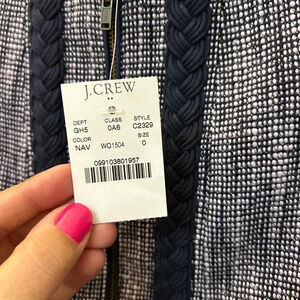 J.CREW
DEPT CLASS STYLE
GH5 0A6 C2329
COLOR SIZE
NAV WO1504 0
099103801957